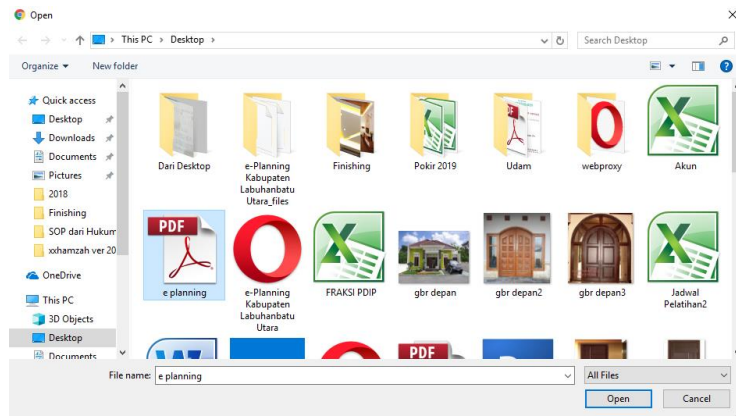 Open
This PC > Desktop >
Search Desktop
Organize
New folder
Quick access
Desktop
Downloads
Documents
Pictures
2018
Finishing
SOP dari Hukum
xxhamzah ver 20
OneDrive
This PC
3D Objects
Desktop
Documents
Dari Desktop
e-Planning
Kabupaten
Labuhanbatu
Utara_files
Finishing
Pokir 2019
Udam
webproxy
Akun
PDF
e planning
e-Planning
Kabupaten
Labuhanbatu
Utara
FRAKSI PDIP
gbr depan
gbr depan2
gbr depan3
Jadwal
Pelatihan2
PDF
File name: e planning
All Files
Open
Cancel